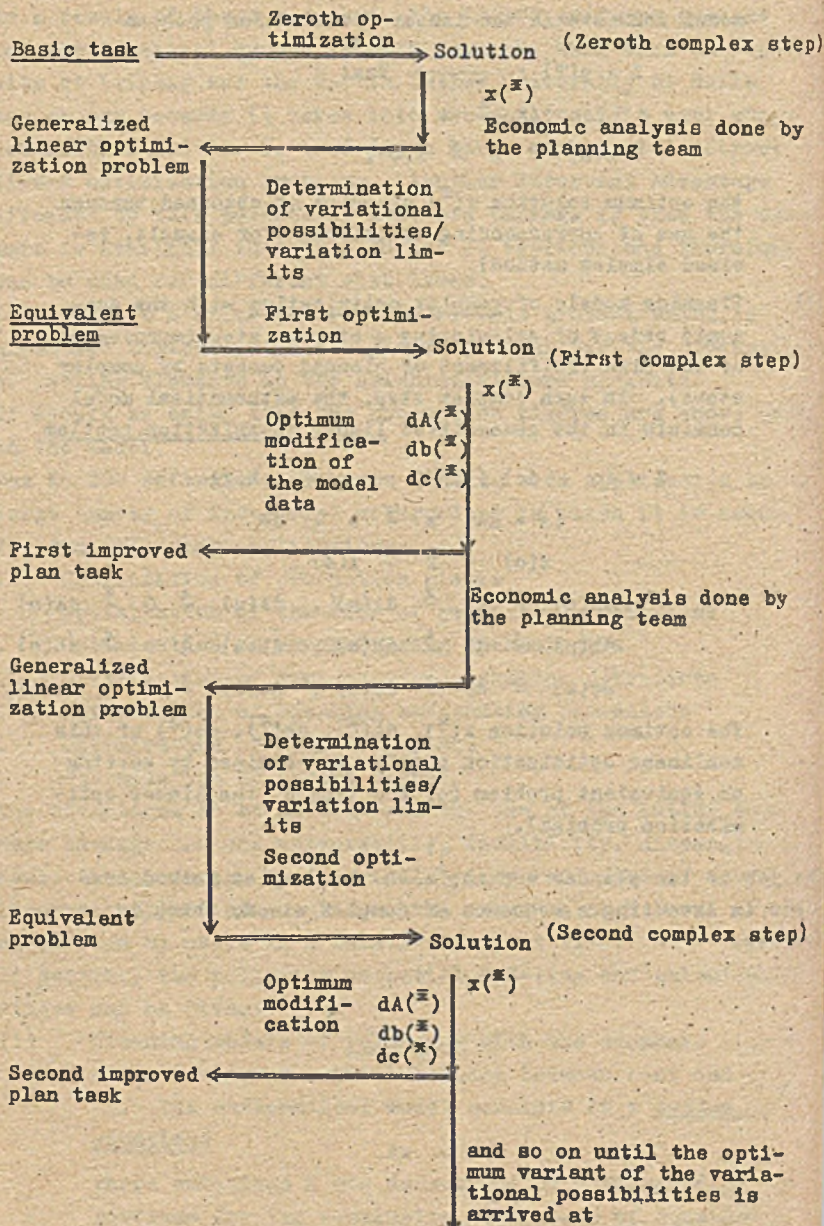 Zeroth op-
timization
Basic task
Solution
(Zeroth complex step)
x(*)
Generalized
linear optimi-
zation problem
Economic analysis done by
the planning team
Determination
of variational
possibilities/
variation lim-
its
Equivalent
problem
First optimi-
zation
Solution
(First complex step)
x(*)
Optimum
modifica-
tion of
the model
data
dA(*)
db(*)
dc(*)
First improved
plan task
Economic analysis done by
the planning team
Generalized
linear optimi-
zation problem
Determination
of variational
possibilities/
variation lim-
its
Second opti-
mization
Equivalent
problem
Solution
(Second complex step)
x(*)
Optimum
modifi-
cation
dA(*)
db(*)
dc(*)
Second improved
plan task
and so on until the opti-
mum variant of the varia-
tional possibilities is
arrived at